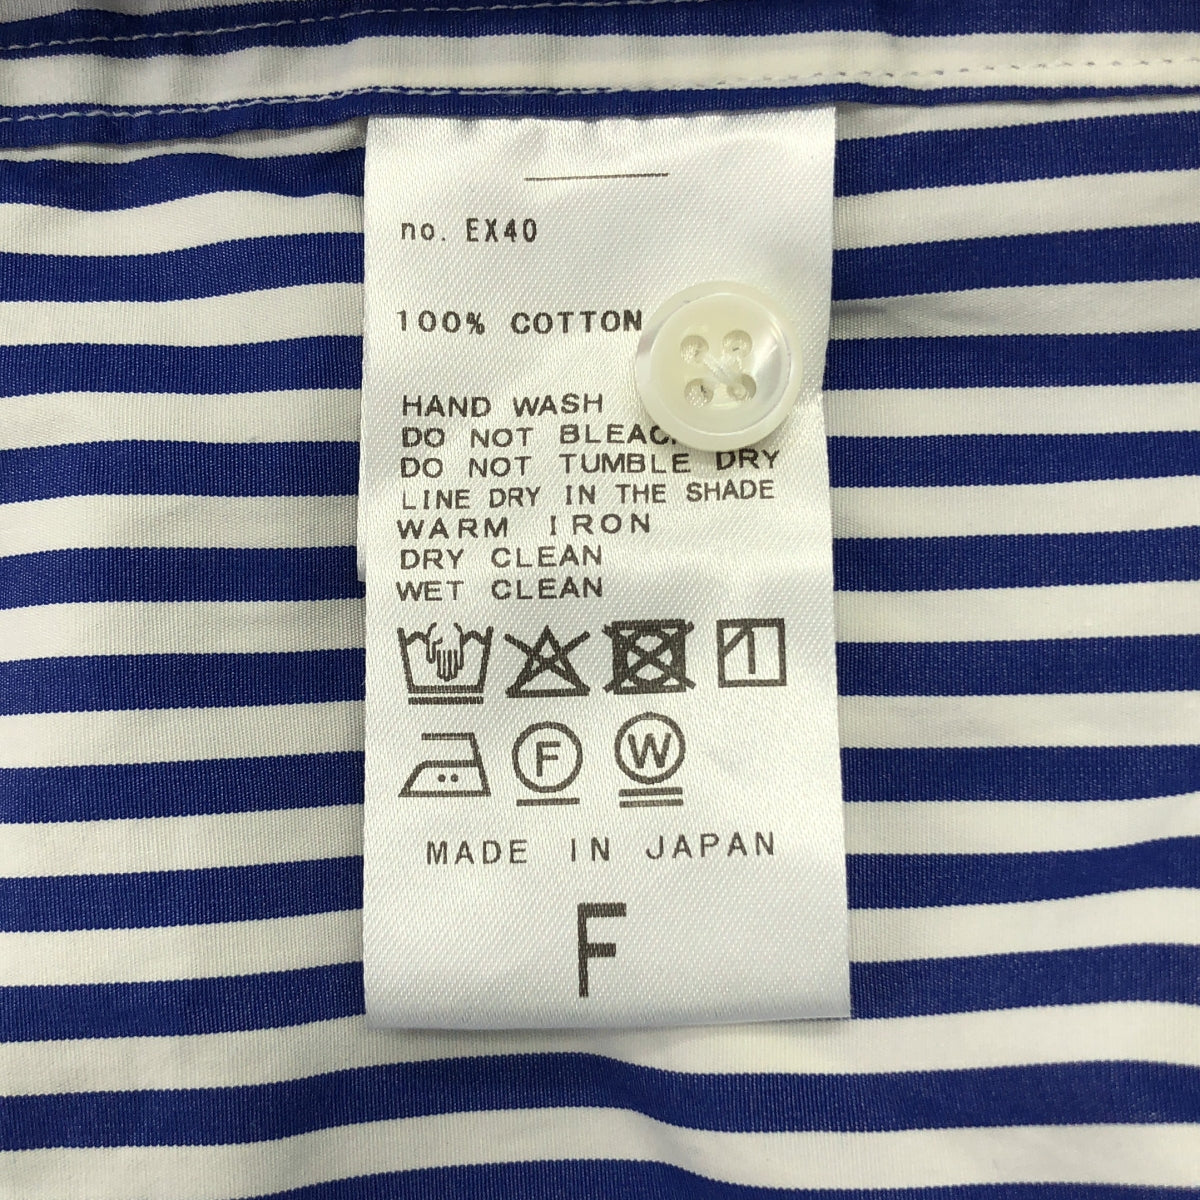 no. EX40
100% COTTON
HAND WASH
DO NOT
DO NOT TUMBLE DRY
LINE DRY IN THE SHADE
WARM IRON
DRY CLEAN
WET CLEAN
F W
MADE IN JAPAN
F